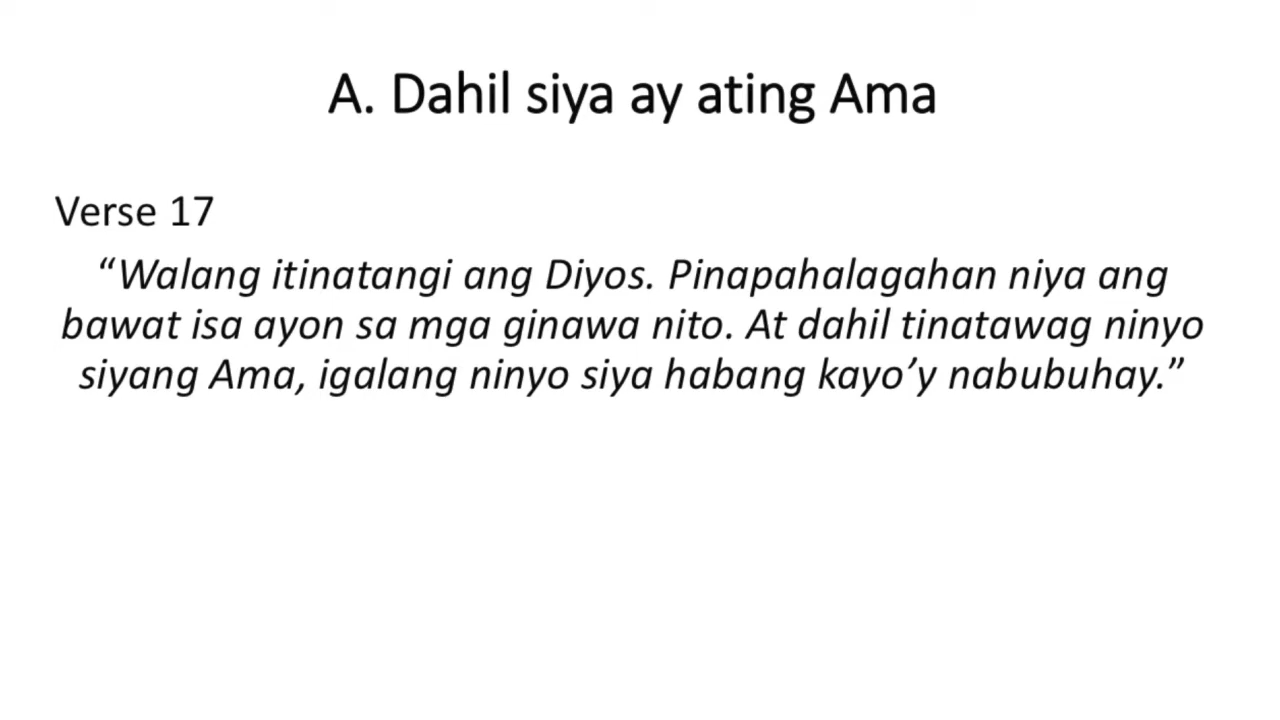 A. Dahil siya ay ating Ama
Verse 17
“Walang itinatangi ang Diyos. Pinapahalagahan niya ang
bawat isa ayon sa mga ginawa nito. At dahil tinatawag ninyo
siyang Ama, igalang ninyo siya habang kayo’y nabubuhay.”